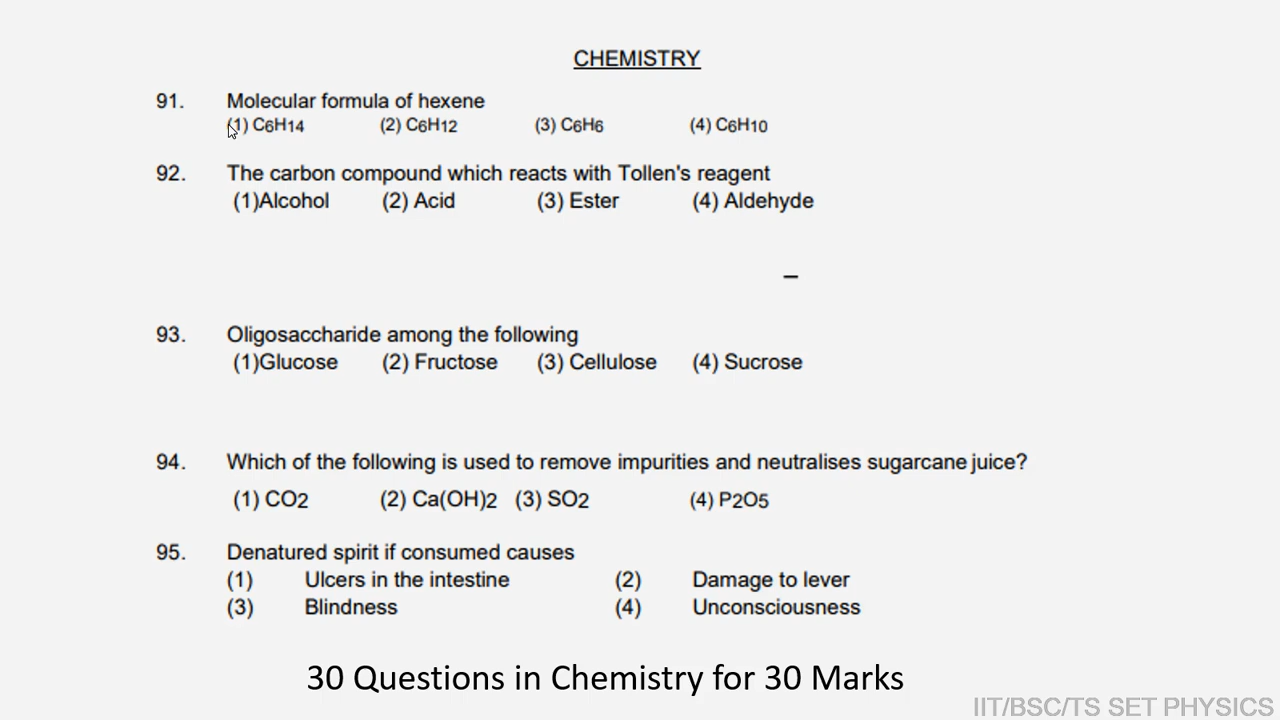 CHEMISTRY
91. Molecular formula of hexene
(1) C6H14 (2) C6H12 (3) C6H6 (4) C6H10
92. The carbon compound which reacts with Tollen's reagent
(1)Alcohol (2) Acid (3) Ester (4) Aldehyde
–
93. Oligosaccharide among the following
(1)Glucose (2) Fructose (3) Cellulose (4) Sucrose
94. Which of the following is used to remove impurities and neutralises sugarcane juice?
(1) CO2 (2) Ca(OH)2 (3) SO2 (4) P2O5
95. Denatured spirit if consumed causes
(1) Ulcers in the intestine (2) Damage to lever
(3) Blindness (4) Unconsciousness
30 Questions in Chemistry for 30 Marks
IIT/BSC/TS SET PHYSICS